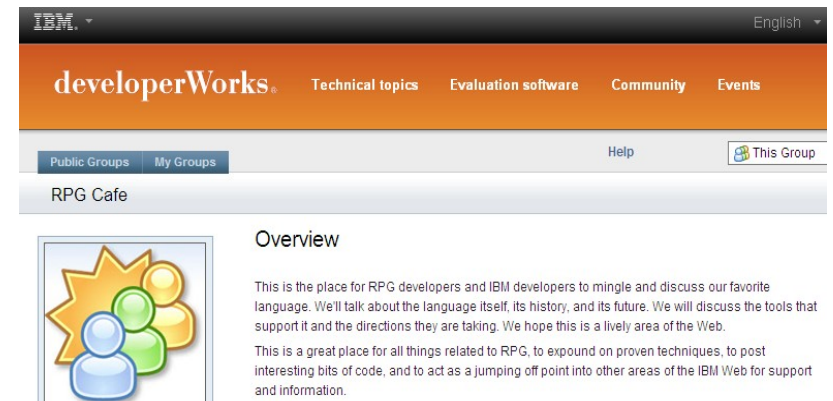 IBM.
English
developerWorks®
Technical topics
Evaluation software
Community
Events
Public Groups
My Groups
Help
This Group
RPG Cafe
Overview
This is the place for RPG developers and IBM developers to mingle and discuss our favorite
language. We'll talk about the language itself, its history, and its future. We will discuss the tools that
support it and the directions they are taking. We hope this is a lively area of the Web.
This is a great place for all things related to RPG, to expound on proven techniques, to post
interesting bits of code, and to act as a jumping off point into other areas of the IBM Web for support
and information.